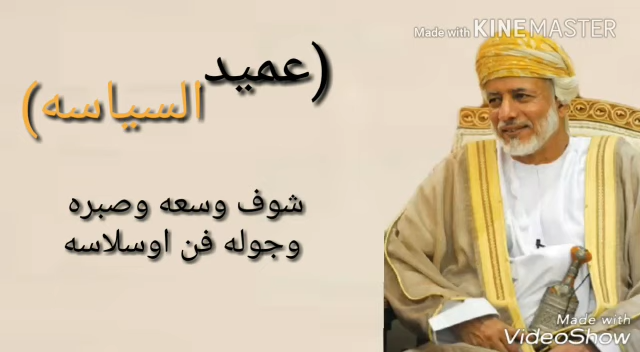 Made with KINEMASTER
(عميد
السياسه)
شوف وسعه وصبره
وجوله فن اوسلاسه
Made with
VideoShow